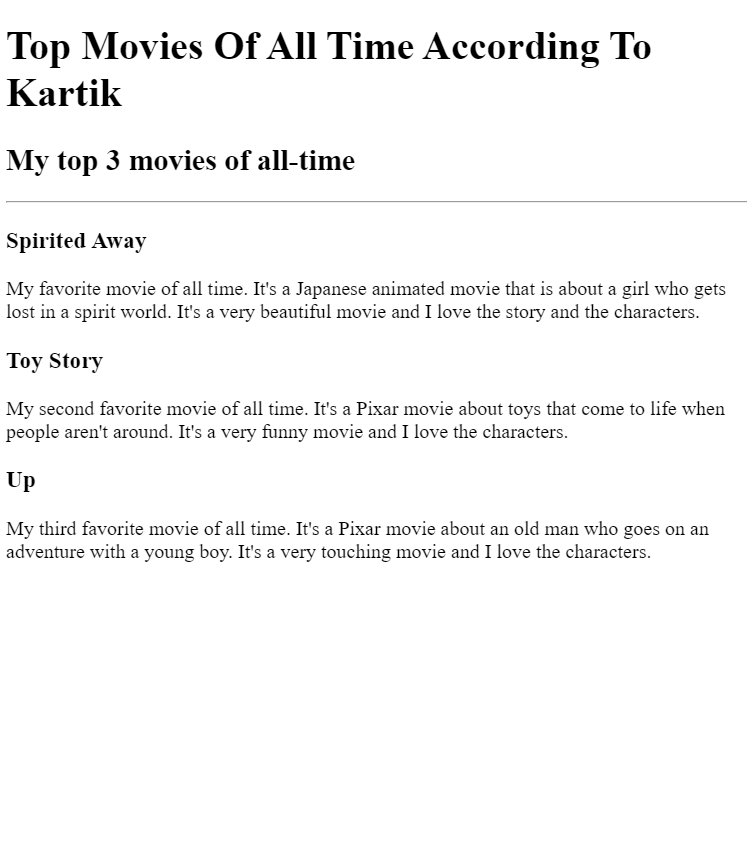 Top Movies Of All Time According To
Kartik
My top 3 movies of all-time
Spirited Away
My favorite movie of all time. It's a Japanese animated movie that is about a girl who gets
lost in a spirit world. It's a very beautiful movie and I love the story and the characters.
Toy Story
My second favorite movie of all time. It's a Pixar movie about toys that come to life when
people aren't around. It's a very funny movie and I love the characters.
Up
My third favorite movie of all time. It's a Pixar movie about an old man who goes on an
adventure with a young boy. It's a very touching movie and I love the characters.